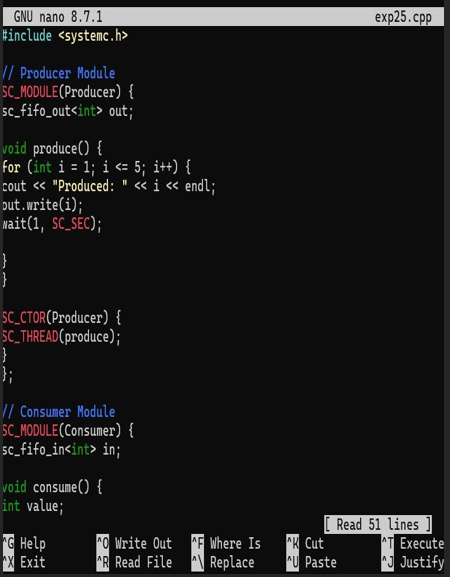 GNU nano 8.7.1 exp25.cpp
#include <systemc.h>
// Producer Module
SC_MODULE(Producer) {
sc_fifo_out<int> out;
void produce() {
for (int i = 1; i <= 5; i++) {
cout << "Produced: " << i << endl;
out.write(i);
wait(1, SC_SEC);
}
}
SC_CTOR(Producer) {
SC_THREAD(produce);
}
};
// Consumer Module
SC_MODULE(Consumer) {
sc_fifo_in<int> in;
void consume() {
int value;
[ Read 51 lines ]
^G Help ^O Write Out ^F Where Is ^K Cut ^T Execute
^X Exit ^R Read File ^\ Replace ^U Paste ^J Justify